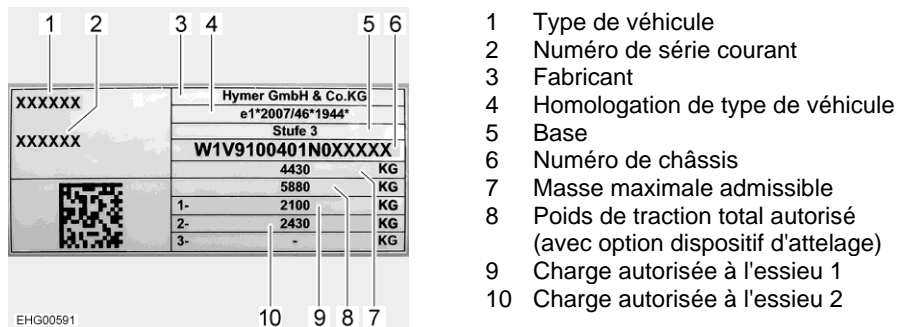 1 2 3 4 5 6
XXXXXX
XXXXXX
Hymer GmbH & Co.KG
e1*2007/46*1944*
Stufe 3
W1V9100401N0XXXXX
4430 KG
5880 KG
1- 2100 KG
2- 2430 KG
3- - KG
10 9 8 7
EHG00591
1 Type de véhicule
2 Numéro de série courant
3 Fabricant
4 Homologation de type de véhicule
5 Base
6 Numéro de châssis
7 Masse maximale admissible
8 Poids de traction total autorisé
(avec option dispositif d'attelage)
9 Charge autorisée à l'essieu 1
10 Charge autorisée à l'essieu 2